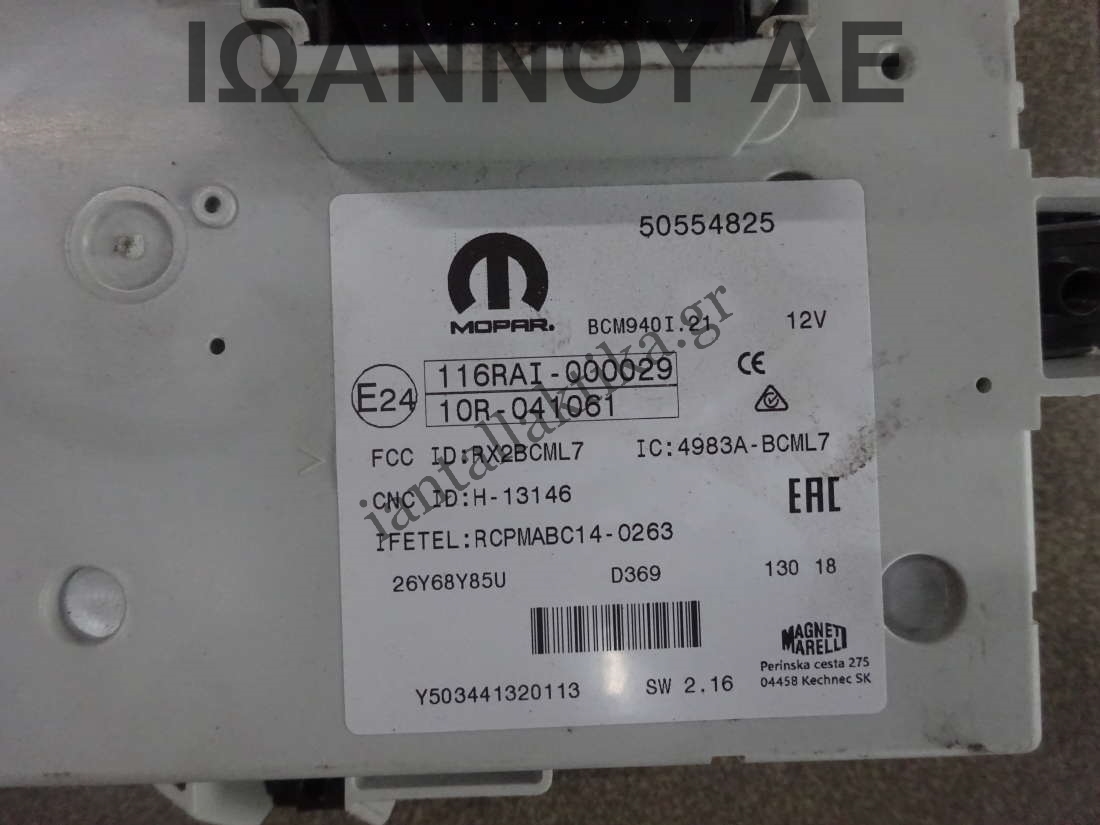 ΙΩΑΝΝΟΥ ΑΕ
50554825
MOPAR.
BCM940I.21 12V
E24
116RAI-000029
10R-041061
CE
FCC ID:RX2BCML7 IC:4983A-BCML7
CNC ID:H-13146
EAC
IFETEL:RCPMABC14-0263
26Y68Y85U D369 130 18
MAGNETI MARELLI
Perinska cesta 275
04458 Kechnec SK
Y503441320113 SW 2.16
iantallaktika.gr